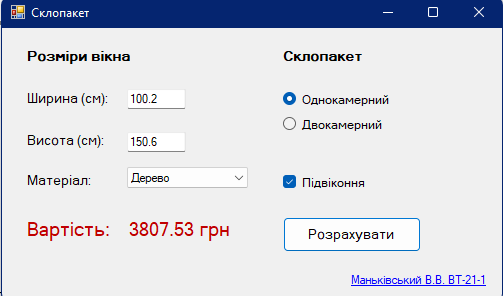 Склопакет
Розміри вікна
Склопакет
Ширина (см): 100.2
Однокамерний
Двокамерний
Висота (см): 150.6
Матеріал: Дерево
Підвіконня
Вартість: 3807.53 грн
Розрахувати
Маньківський В.В. ВТ-21-1